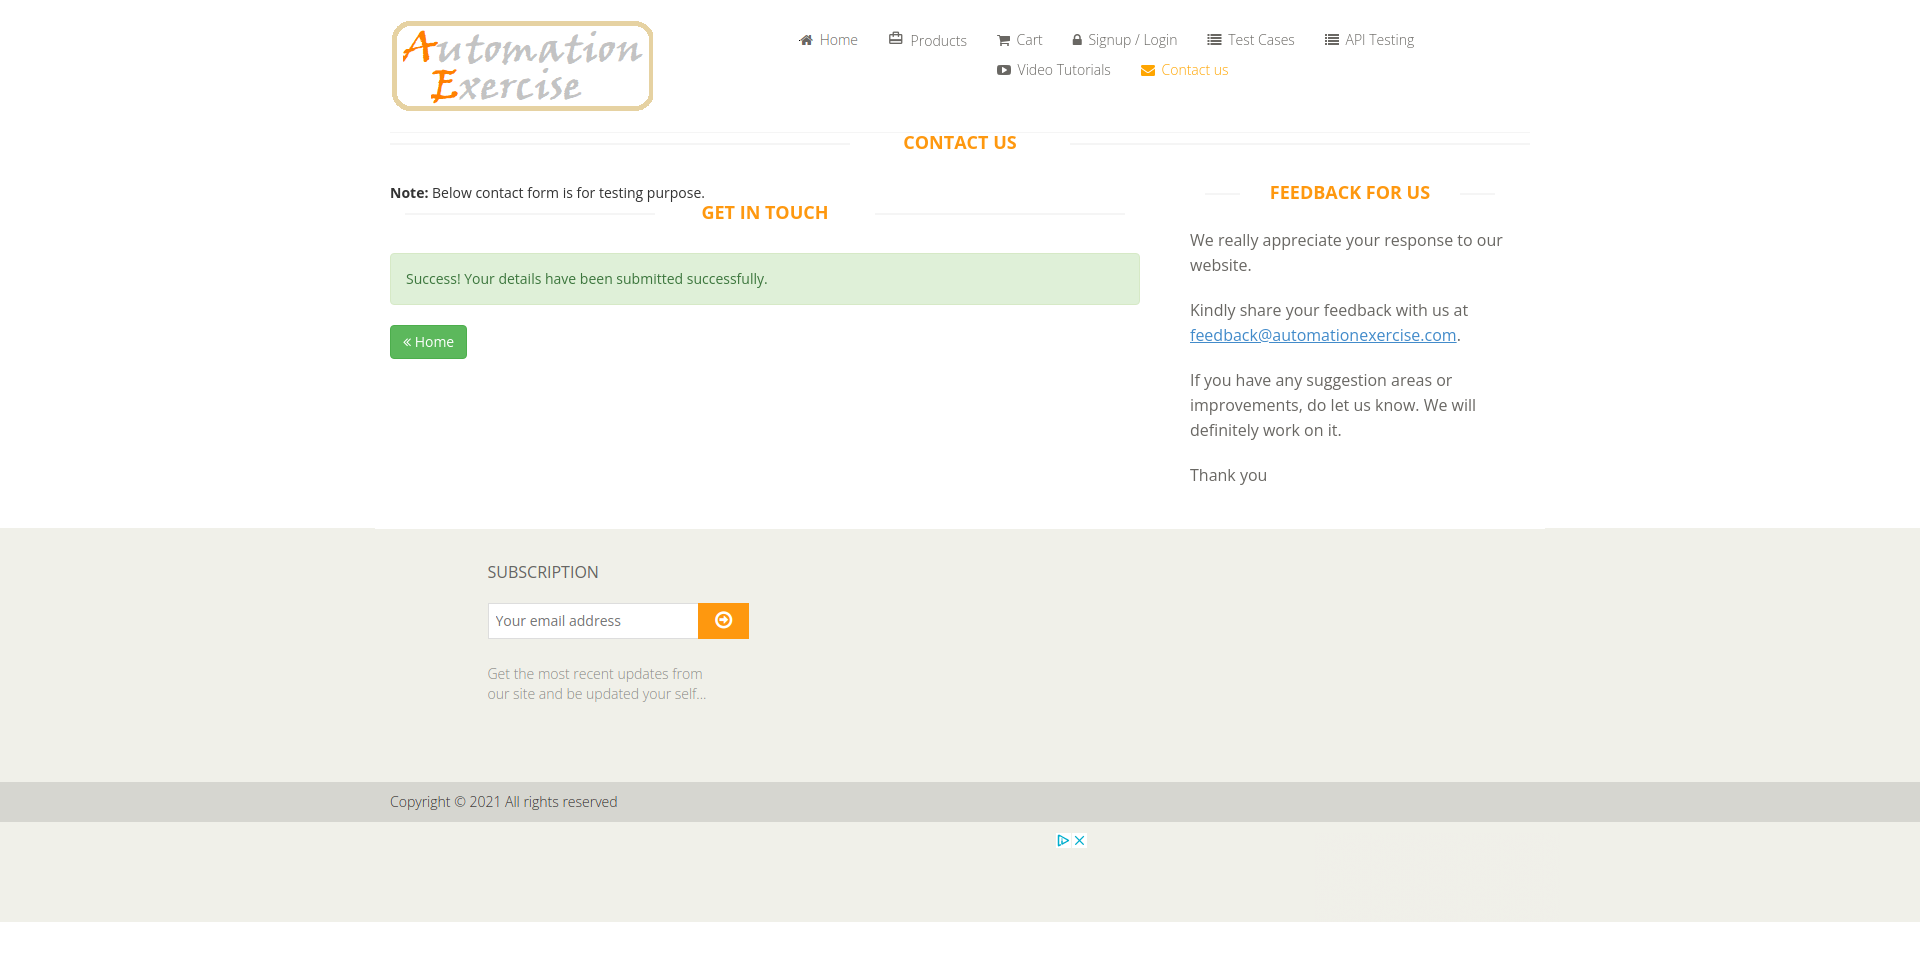 Automation
Exercise
Home Products Cart Signup / Login Test Cases API Testing
Video Tutorials Contact us
CONTACT US
Note: Below contact form is for testing purpose.
GET IN TOUCH
Success! Your details have been submitted successfully.
« Home
FEEDBACK FOR US
We really appreciate your response to our
website.
Kindly share your feedback with us at
feedback@automationexercise.com.
If you have any suggestion areas or
improvements, do let us know. We will
definitely work on it.
Thank you
SUBSCRIPTION
Your email address
Get the most recent updates from
our site and be updated your self...
Copyright © 2021 All rights reserved